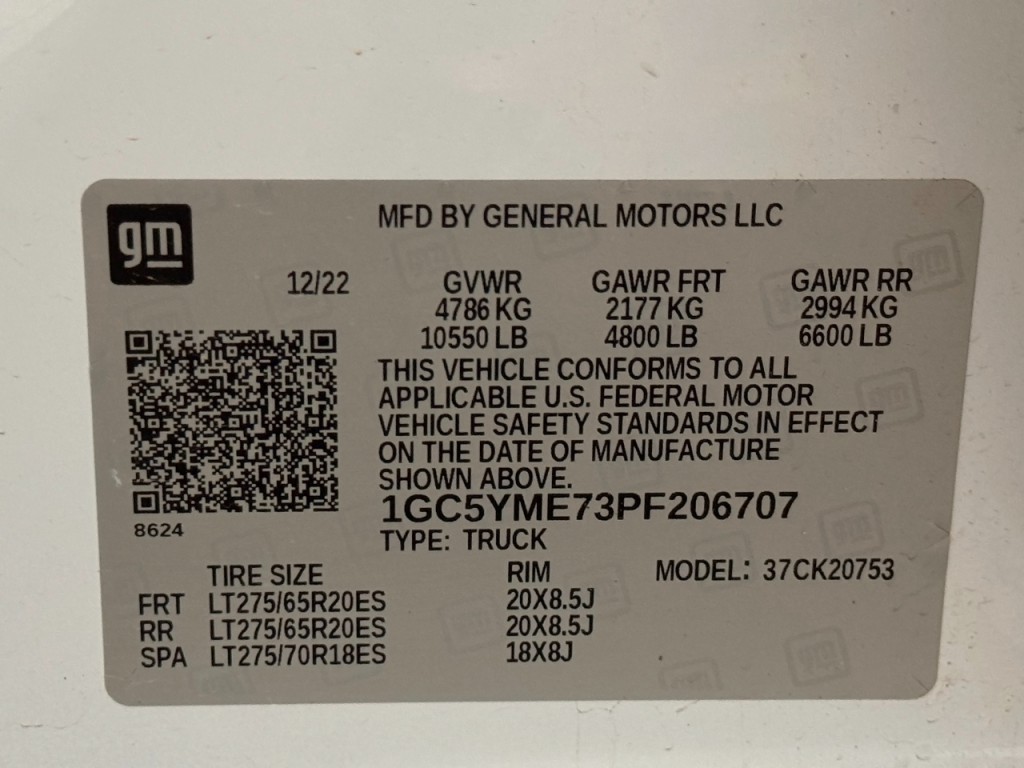 gm
MFD BY GENERAL MOTORS LLC
12/22 GVWR GAWR FRT GAWR RR
4786 KG 2177 KG 2994 KG
10550 LB 4800 LB 6600 LB
THIS VEHICLE CONFORMS TO ALL
APPLICABLE U.S. FEDERAL MOTOR
VEHICLE SAFETY STANDARDS IN EFFECT
ON THE DATE OF MANUFACTURE
SHOWN ABOVE.
1GC5YME73PF206707
8624
TYPE: TRUCK
TIRE SIZE RIM MODEL: 37CK20753
FRT LT275/65R20ES 20X8.5J
RR LT275/65R20ES 20X8.5J
SPA LT275/70R18ES 18X8J